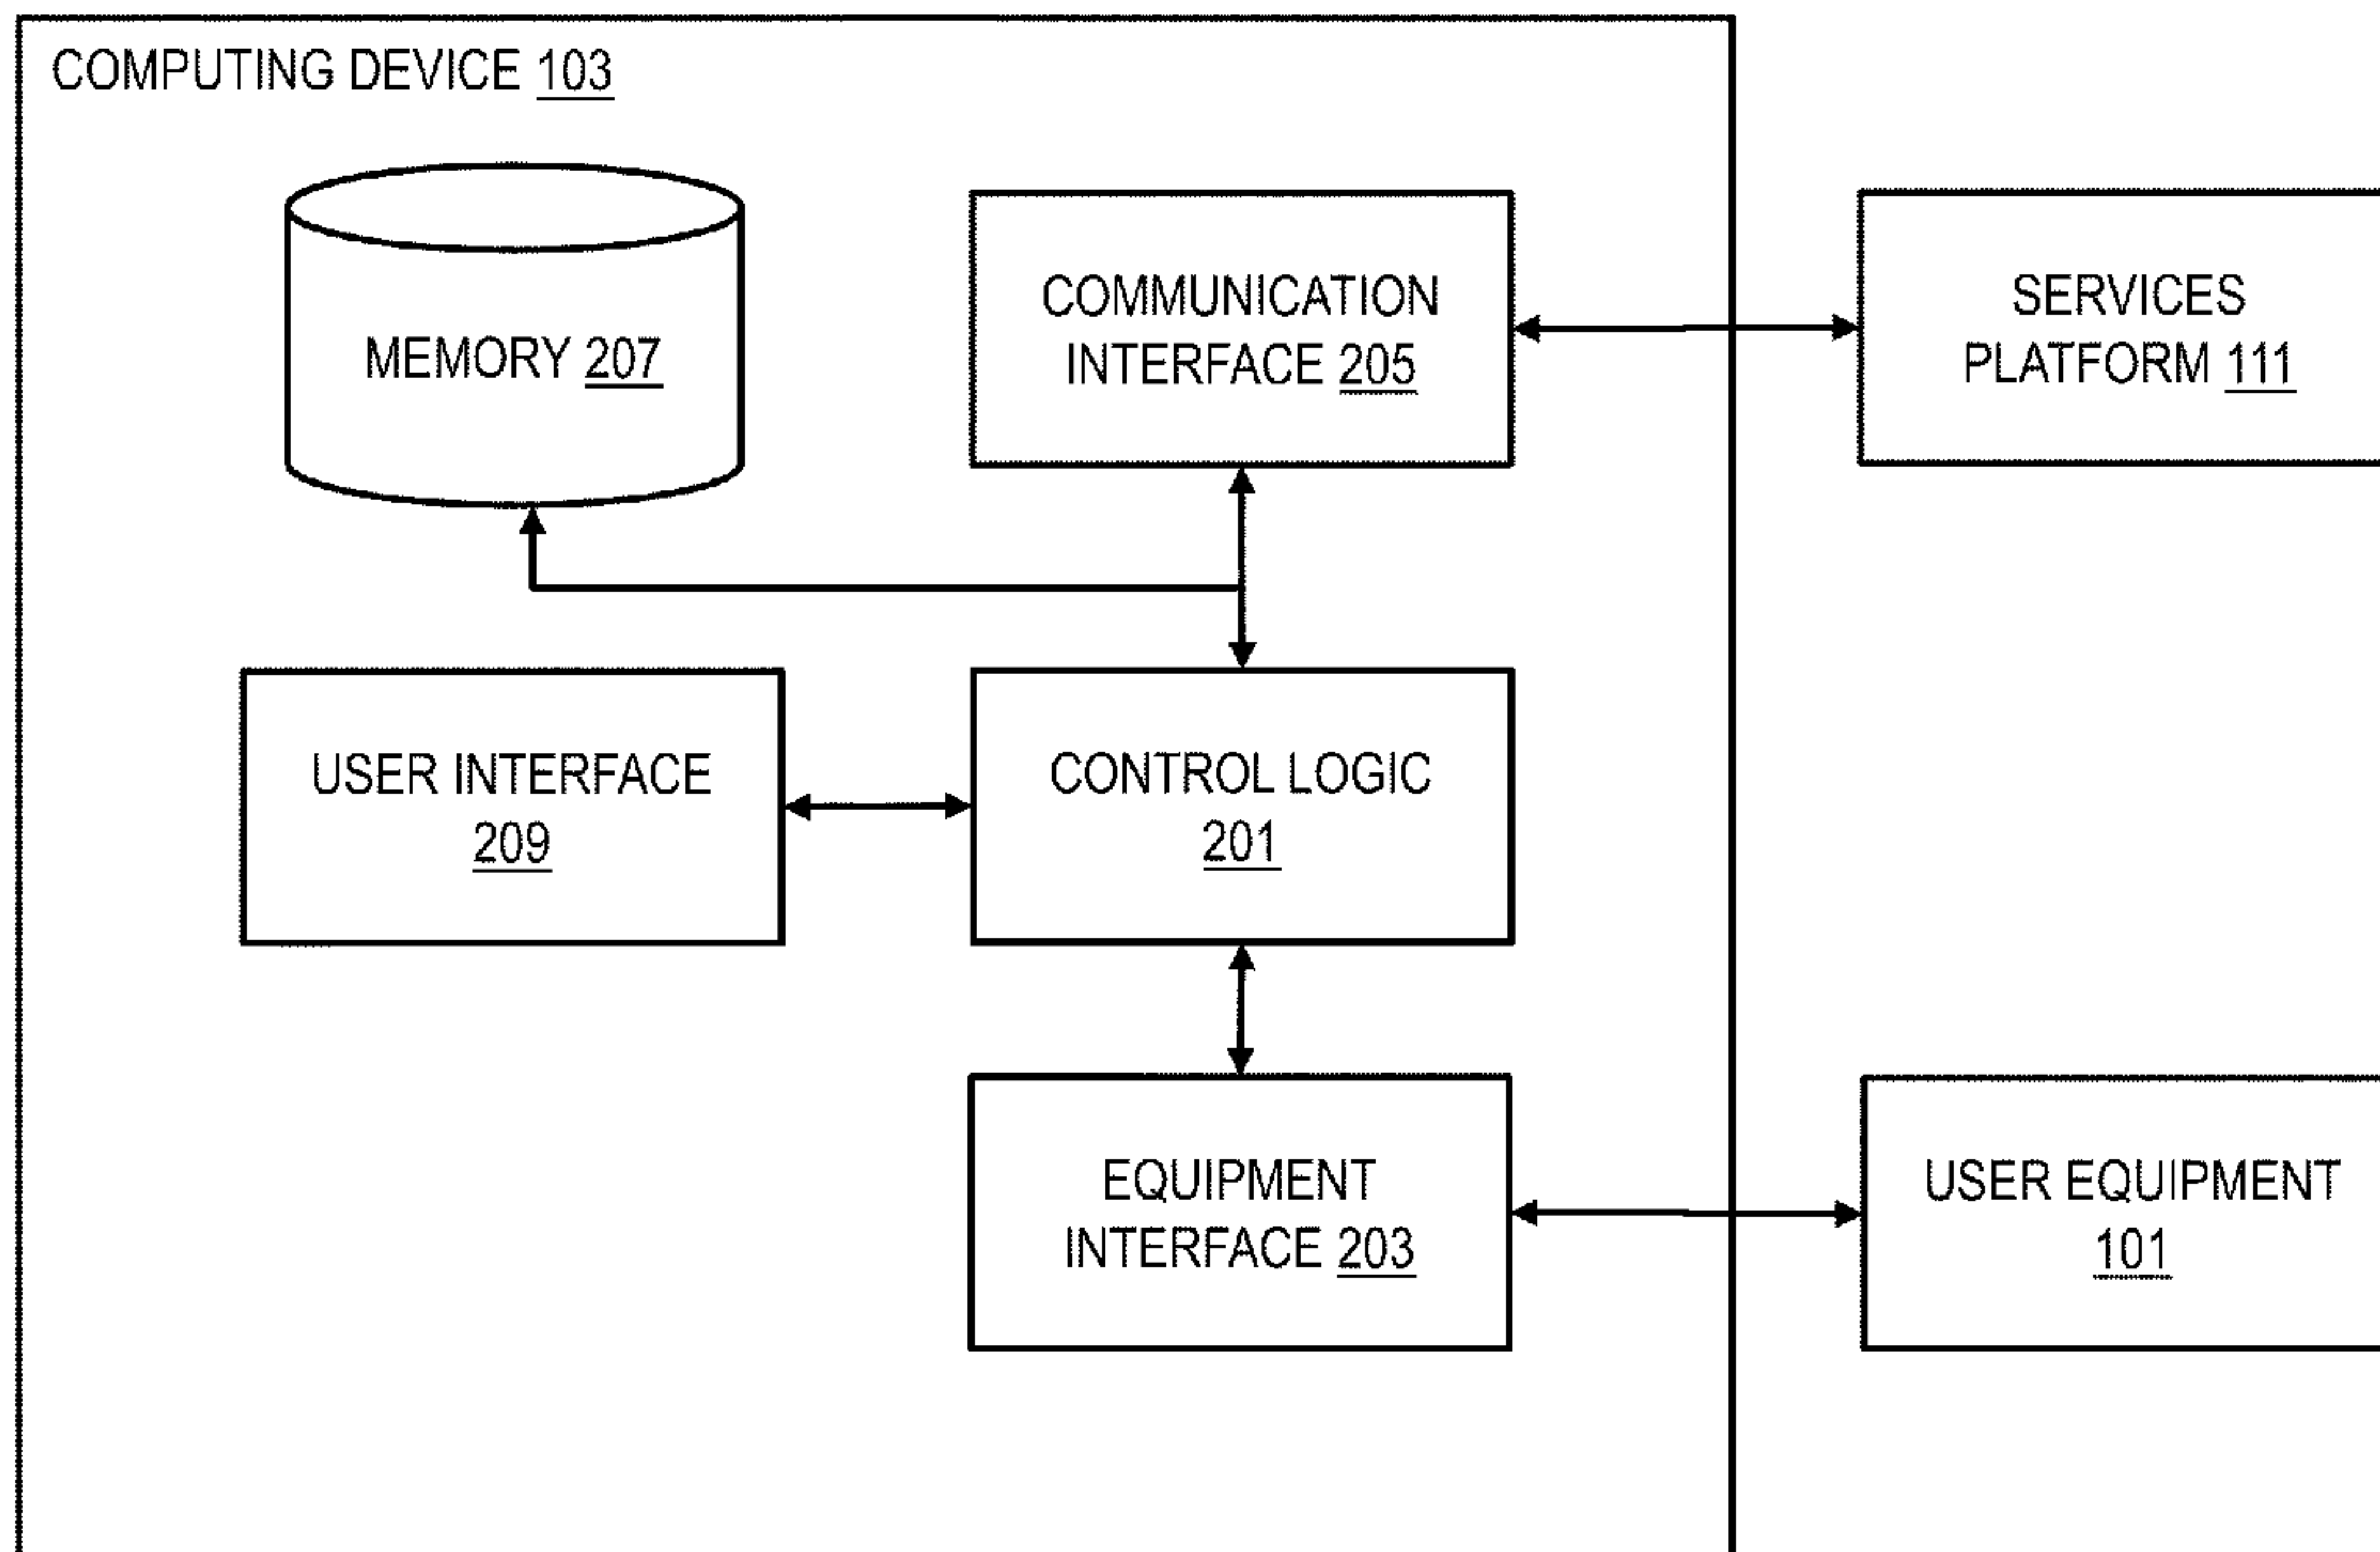 COMPUTING DEVICE 103
MEMORY 207
COMMUNICATION
INTERFACE 205
SERVICES
PLATFORM 111
USER INTERFACE
209
CONTROL LOGIC
201
EQUIPMENT
INTERFACE 203
USER EQUIPMENT
101